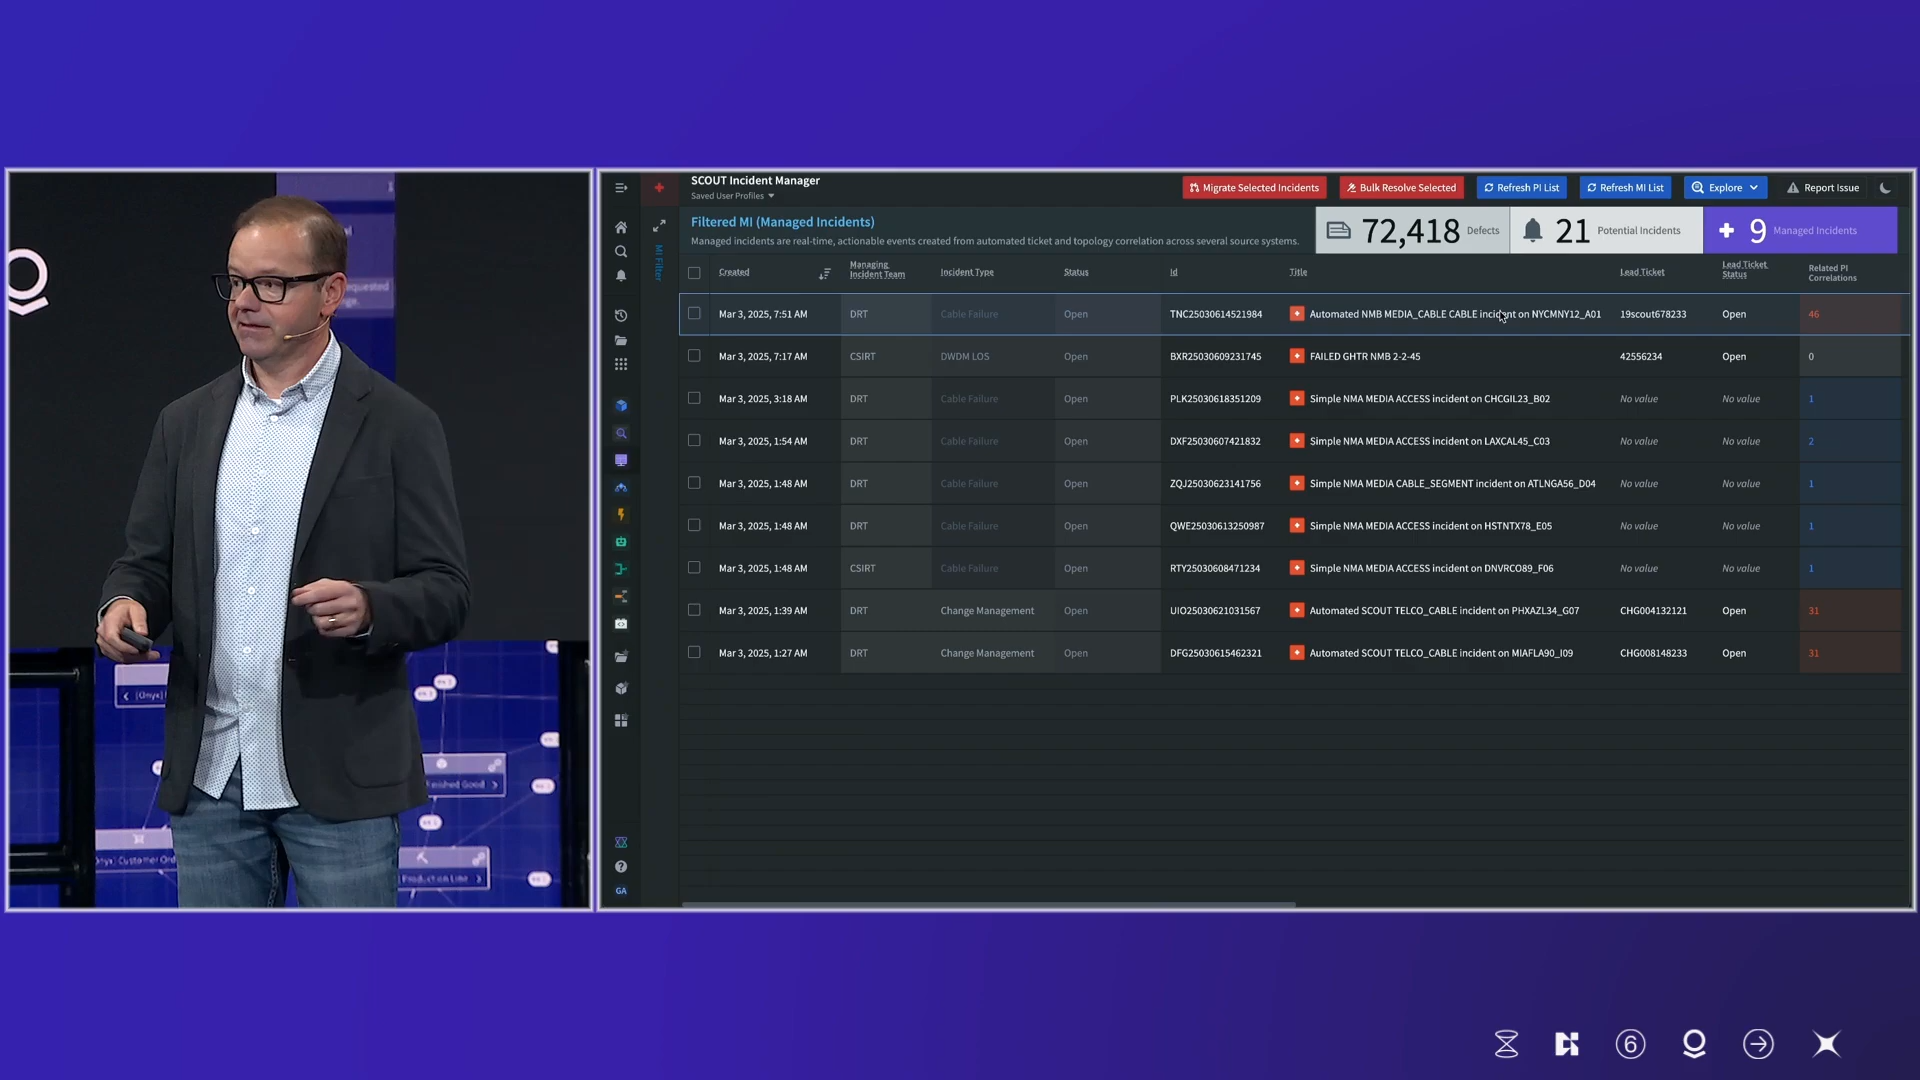 SCOUT Incident Manager
Saved User Profiles
Migrate Selected Incidents
Bulk Resolve Selected
Refresh PI List
Refresh MI List
Explore
Report Issue
MI Filter
Filtered MI (Managed Incidents)
Managed incidents are real-time, actionable events created from automated ticket and topology correlation across several source systems.
72,418 Defects
21 Potential Incidents
9 Managed Incidents
Created Managing Incident Team Incident Type Status Id Title Lead Ticket Lead Ticket Status Related PI Correlations
Mar 3, 2025, 7:51 AM DRT Cable Failure Open TNC25030614521984 Automated NMB MEDIA_CABLE CABLE incident on NYCMNY12_A01 19scout678233 Open 46
Mar 3, 2025, 7:17 AM CSIRT DWDM LOS Open BXR25030609231745 FAILED GHTR NMB 2-2-45 42556234 Open 0
Mar 3, 2025, 3:18 AM DRT Cable Failure Open PLK25030618351209 Simple NMA MEDIA ACCESS incident on CHCGIL23_B02 No value No value 1
Mar 3, 2025, 1:54 AM DRT Cable Failure Open DXF25030607421832 Simple NMA MEDIA ACCESS incident on LAXCAL45_C03 No value No value 2
Mar 3, 2025, 1:48 AM DRT Cable Failure Open ZQJ25030623141756 Simple NMA MEDIA CABLE_SEGMENT incident on ATLNGA56_D04 No value No value 1
Mar 3, 2025, 1:48 AM DRT Cable Failure Open QWE25030613250987 Simple NMA MEDIA ACCESS incident on HSTNTX78_E05 No value No value 1
Mar 3, 2025, 1:48 AM CSIRT Cable Failure Open RTY25030608471234 Simple NMA MEDIA ACCESS incident on DNVRCO89_F06 No value No value 1
Mar 3, 2025, 1:39 AM DRT Change Management Open UIO25030621031567 Automated SCOUT TELCO_CABLE incident on PHXAZL34_G07 CHG004132121 Open 31
Mar 3, 2025, 1:27 AM DRT Change Management Open DFG25030615462321 Automated SCOUT TELCO_CABLE incident on MIAFLA90_I09 CHG008148233 Open 31
GA
[Onyx]
Customer Ord
Production Line
6